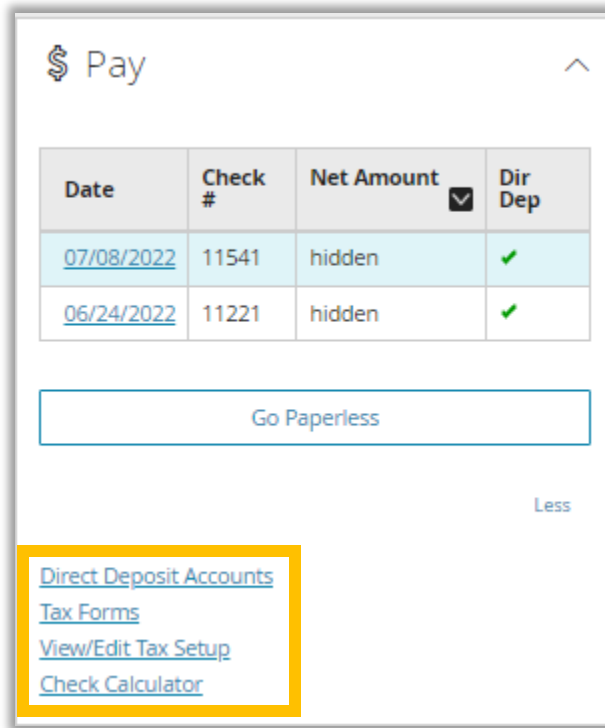 $ Pay
Date Check # Net Amount Dir Dep
07/08/2022 11541 hidden ✔
06/24/2022 11221 hidden ✔
Go Paperless
Less
Direct Deposit Accounts
Tax Forms
View/Edit Tax Setup
Check Calculator